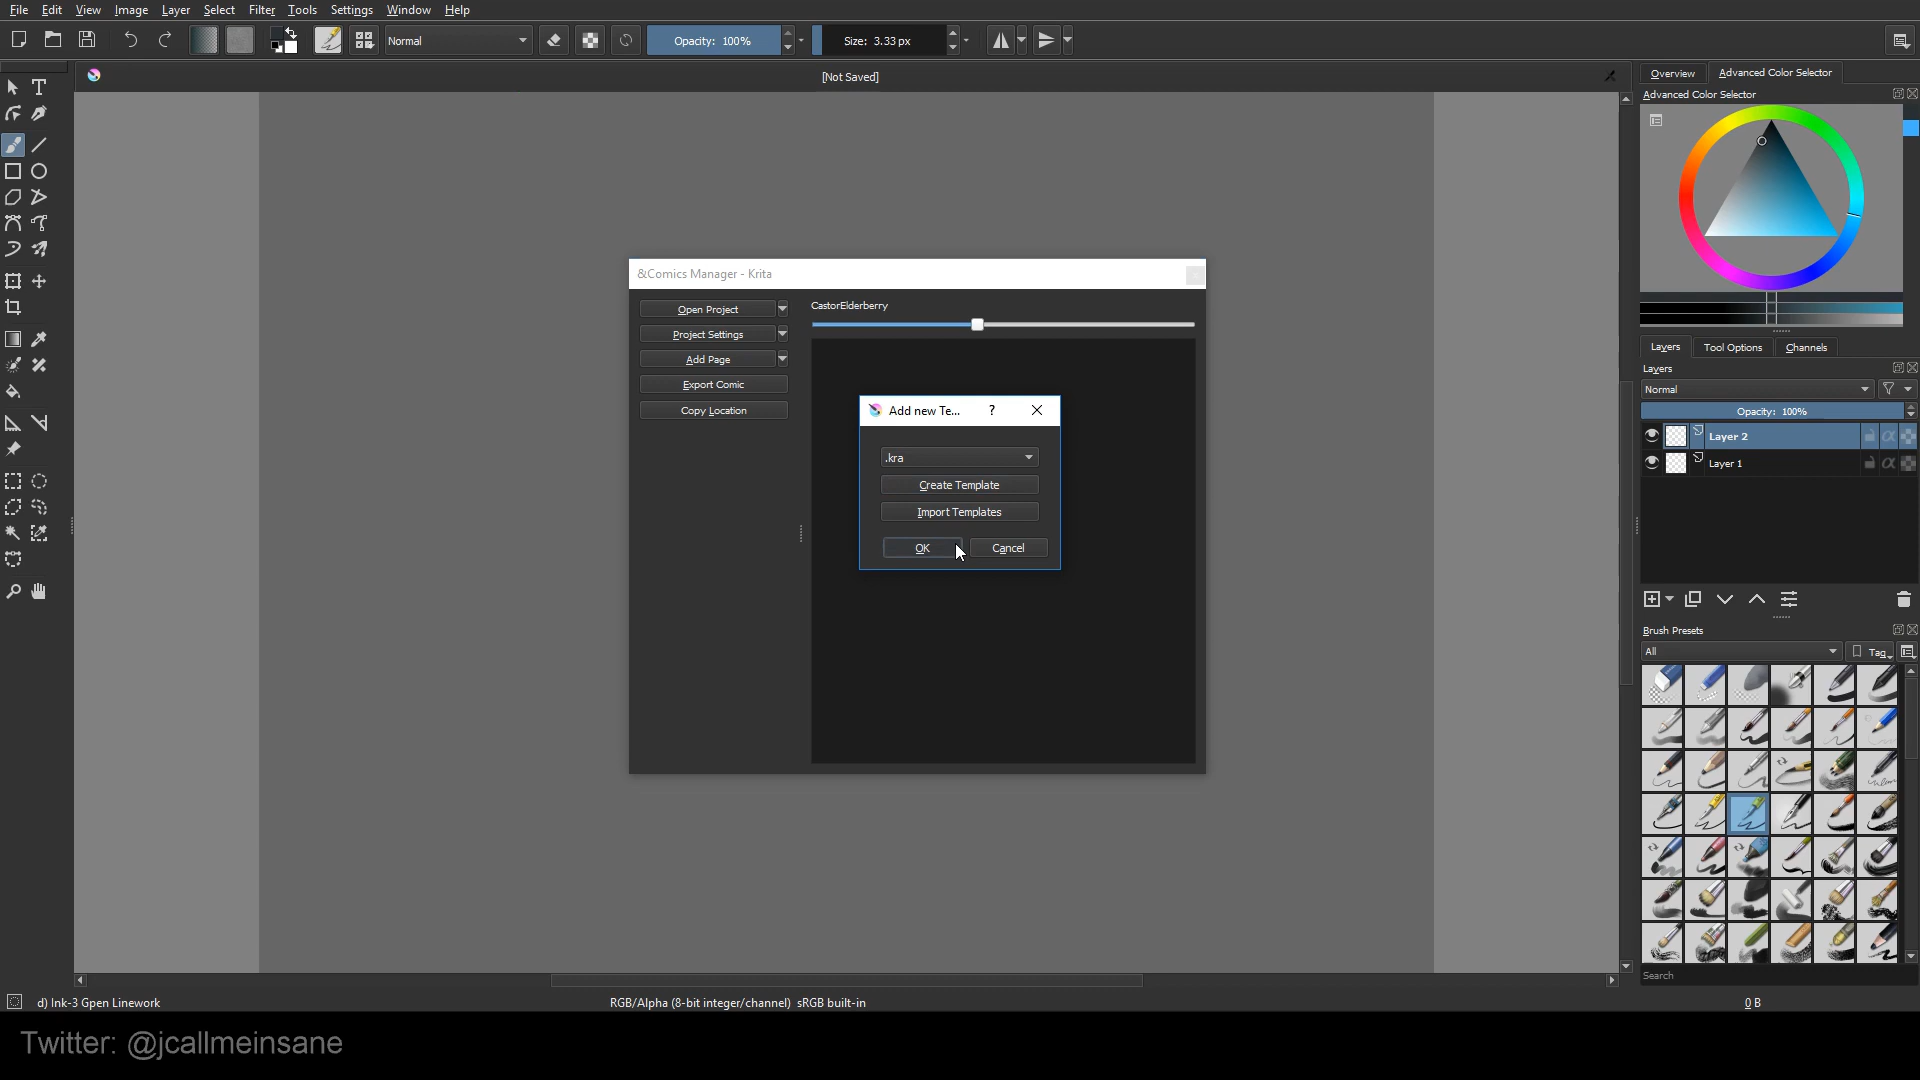 File Edit View Image Layer Select Filter Tools Settings Window Help
Normal Opacity: 100% Size: 3.33 px
[Not Saved]
Overview Advanced Color Selector
Advanced Color Selector
&Comics Manager - Krita
Open Project
Project Settings
Add Page
Export Comic
Copy Location
CastorElderberry
Add new Te... ?
.kra
Create Template
Import Templates
OK Cancel
Layers Tool Options Channels
Layers
Normal
Opacity: 100%
Layer 2
Layer 1
Brush Presets
All Tag
Search
d) Ink-3 Gpen Linework RGB/Alpha (8-bit integer/channel) sRGB built-in 0 B
Twitter: @jcallmeinsane